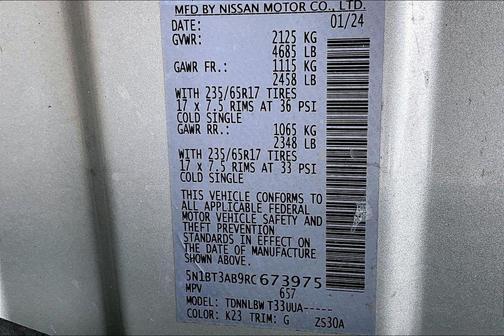 MFD BY NISSAN MOTOR CO., LTD.
DATE: 01/24
GVWR: 2125 KG
4685 LB
GAWR FR.: 1115 KG
2458 LB
WITH 235/65R17 TIRES
17 x 7.5 RIMS AT 36 PSI
COLD SINGLE
GAWR RR.: 1065 KG
2348 LB
WITH 235/65R17 TIRES
17 x 7.5 RIMS AT 33 PSI
COLD SINGLE
THIS VEHICLE CONFORMS TO
ALL APPLICABLE FEDERAL
MOTOR VEHICLE SAFETY AND
THEFT PREVENTION
STANDARDS IN EFFECT ON
THE DATE OF MANUFACTURE
SHOWN ABOVE.
5N1BT3AB9RC673975
MPV 657
MODEL: TDNNLBW T33UUA-----
COLOR: K23 TRIM: G ZS30A